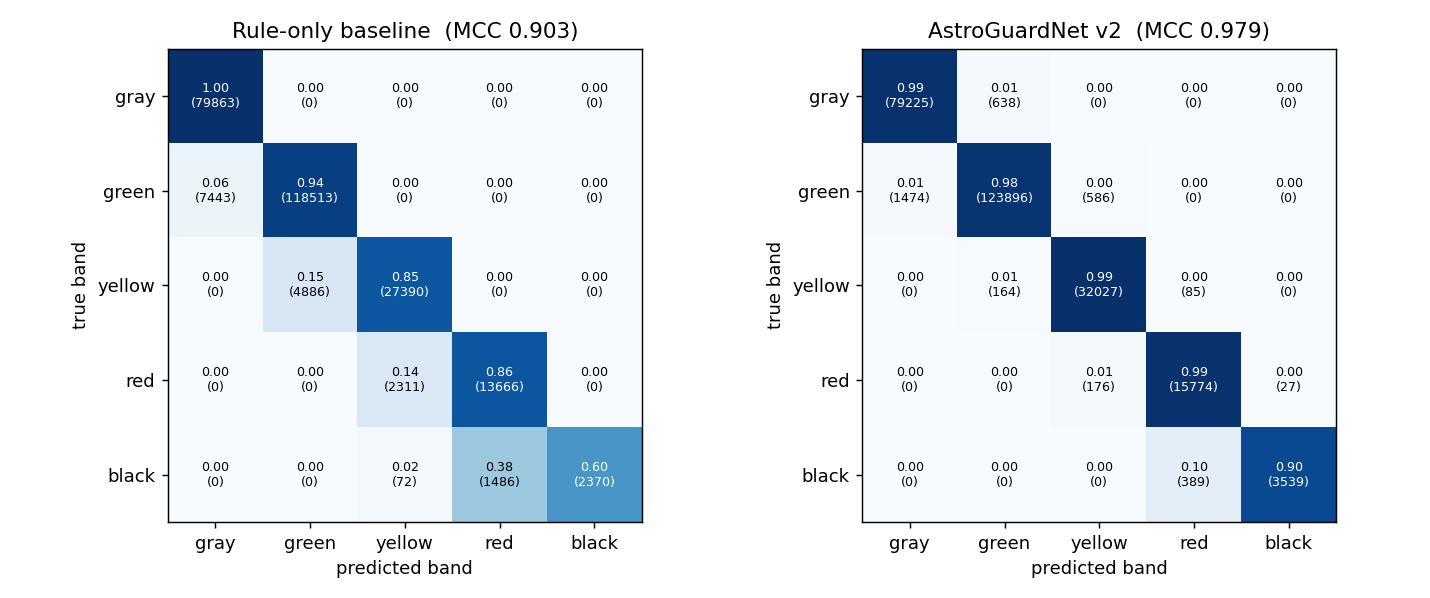 Rule-only baseline  (MCC 0.903)
gray
1.00 0.00 0.00 0.00 0.00
(79863) (0) (0) (0) (0)
green
0.06 0.94 0.00 0.00 0.00
(7443) (118513) (0) (0) (0)
yellow
0.00 0.15 0.85 0.00 0.00
(0) (4886) (27390) (0) (0)
red
0.00 0.00 0.14 0.86 0.00
(0) (0) (2311) (13666) (0)
black
0.00 0.00 0.02 0.38 0.60
(0) (0) (72) (1486) (2370)
true band
gray green yellow red black
predicted band
AstroGuardNet v2  (MCC 0.979)
gray
0.99 0.01 0.00 0.00 0.00
(79225) (638) (0) (0) (0)
green
0.01 0.98 0.00 0.00 0.00
(1474) (123896) (586) (0) (0)
yellow
0.00 0.01 0.99 0.00 0.00
(0) (164) (32027) (85) (0)
red
0.00 0.00 0.01 0.99 0.00
(0) (0) (176) (15774) (27)
black
0.00 0.00 0.00 0.10 0.90
(0) (0) (0) (389) (3539)
true band
gray green yellow red black
predicted band